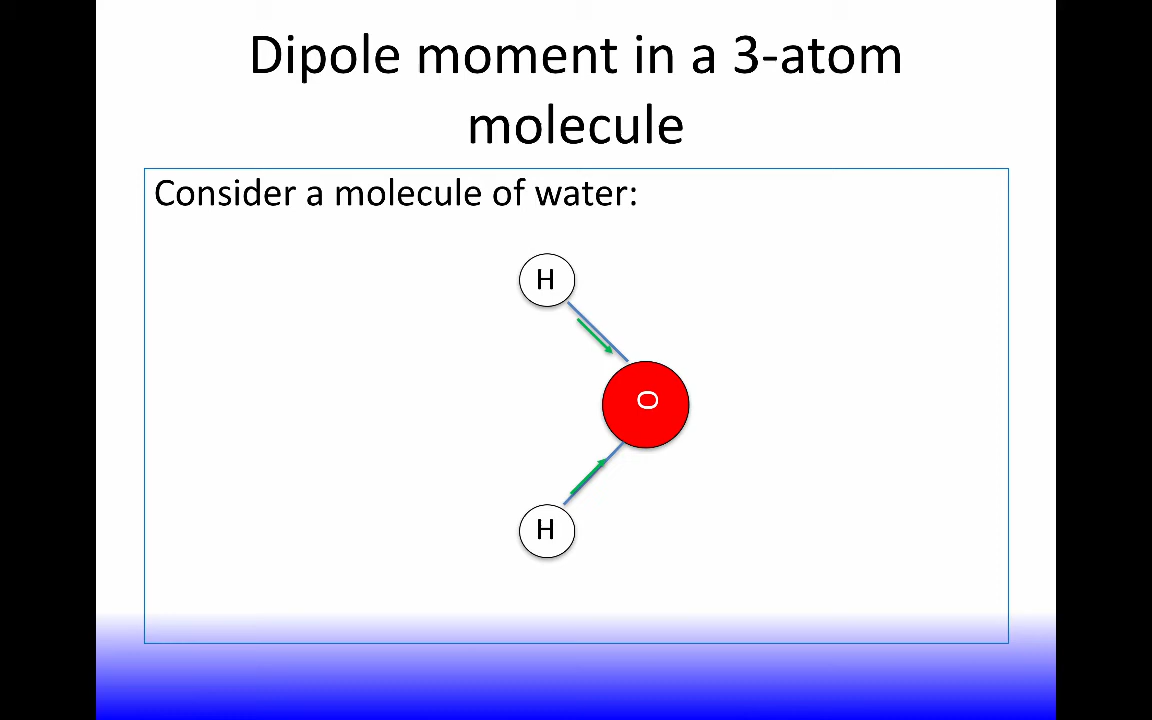 Dipole moment in a 3-atom
molecule
Consider a molecule of water:
H
O
H